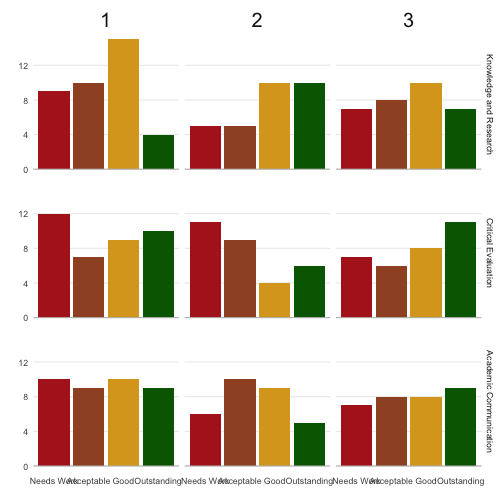 1 2 3
12
8
4
0
Knowledge and Research
12
8
4
0
Critical Evaluation
12
8
4
0
Academic Communication
Needs Work Acceptable Good Outstanding Needs Work Acceptable Good Outstanding Needs Work Acceptable Good Outstanding